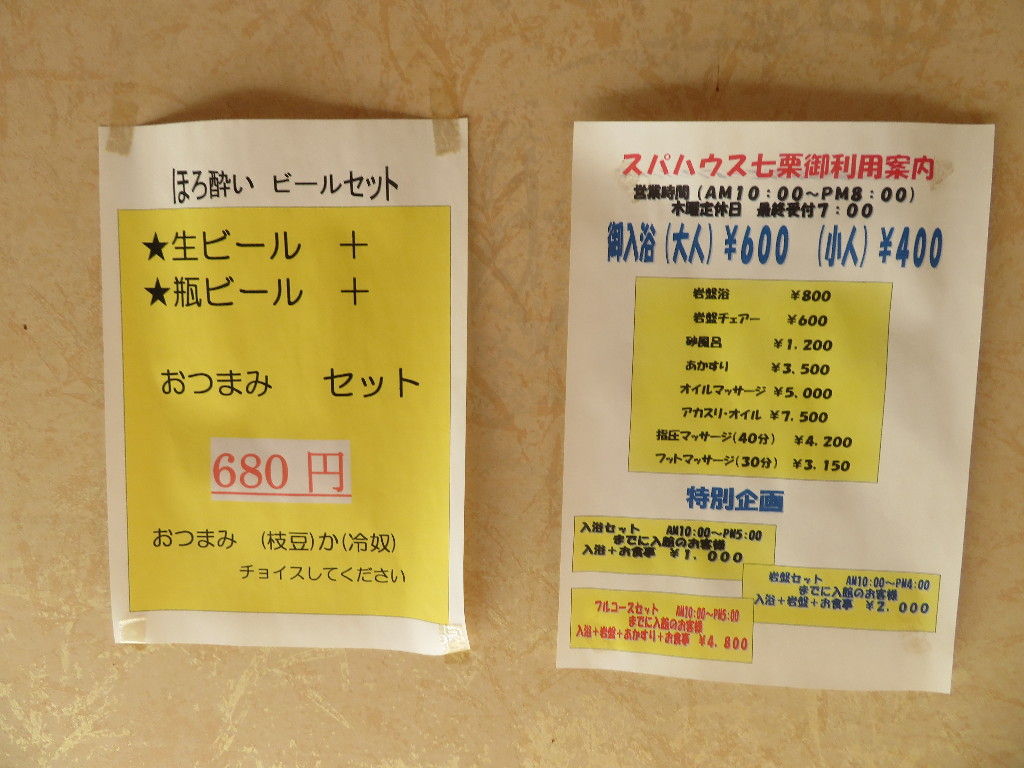 ほろ酔い ビールセット
★生ビール ＋
★瓶ビール ＋
おつまみ セット
680 円
おつまみ (枝豆)か(冷奴)
チョイスしてください
スパハウス七栗御利用案内
営業時間（AM10：00～PM8：00）
木曜定休日 最終受付7：00
御入浴（大人）￥600 （小人）￥400
岩盤浴 ￥800
岩盤チェアー ￥600
砂風呂 ￥1.200
あかすり ￥3.500
オイルマッサージ ￥5.000
アカスリ・オイル ￥7.500
指圧マッサージ（40分） ￥4.200
フットマッサージ（30分） ￥3.150
特別企画
入浴セット AM10:00～PM5:00
までに入館のお客様
入浴＋お食事 ￥1.000
岩盤セット AM10:00～PM4:00
までに入館のお客様
入浴＋岩盤＋お食事 ￥2.000
フルコースセット AM10:00～PM5:00
までに入館のお客様
入浴＋岩盤＋あかすり＋お食事 ￥4.800